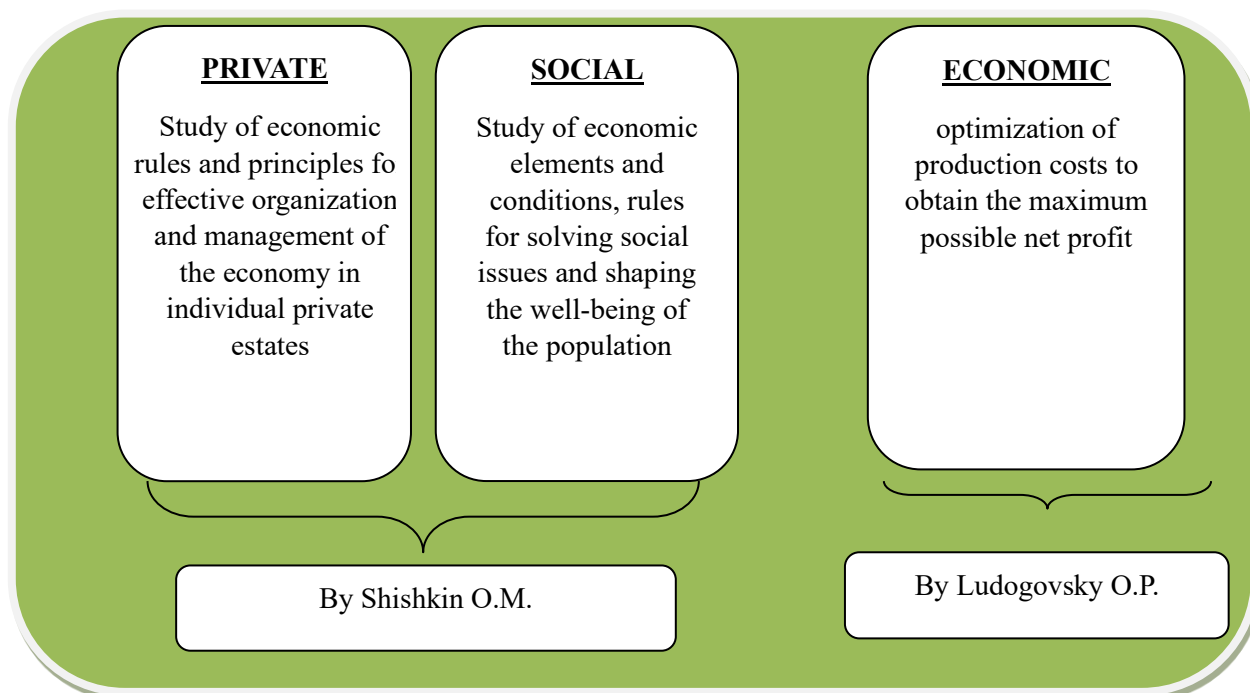 PRIVATE
Study of economic
rules and principles fo
effective organization
and management of
the economy in
individual private
estates
SOCIAL
Study of economic
elements and
conditions, rules
for solving social
issues and shaping
the well-being of
the population
ECONOMIC
optimization of
production costs to
obtain the maximum
possible net profit
By Shishkin O.M.
By Ludogovsky O.P.